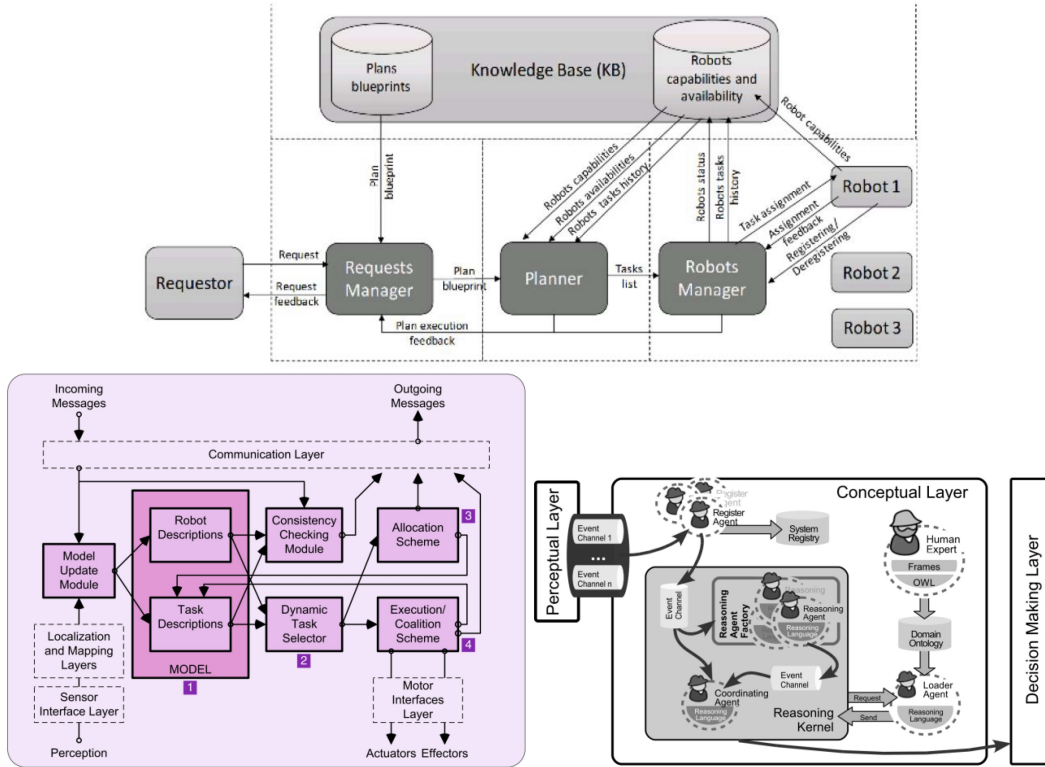 Plans
blueprints
Knowledge Base (KB)
Robots
capabilities and
availability
Robot capabilities
Plan
blueprint
Robots capabilities
Robots availabilities
Robots tasks history
Robots status
Robots tasks
history
Task assignment
Assignment
feedback
Registering/
Deregistering
Robot 1
Robot 2
Robot 3
Requestor
Request
Request
feedback
Requests
Manager
Plan
blueprint
Planner
Tasks
list
Robots
Manager
Plan execution
feedback
Incoming
Messages
Outgoing
Messages
Communication Layer
Robot
Descriptions
Consistency
Checking
Module
Allocation
Scheme
3
Model
Update
Module
Task
Descriptions
Dynamic
Task
Selector
Execution/
Coalition
Scheme
4
MODEL
1
2
Localization
and Mapping
Layers
Sensor
Interface Layer
Perception
Motor
Interfaces
Layer
Actuators
Effectors
Perceptual Layer
Event
Channel 1
...
Event
Channel n
Conceptual Layer
Register
Register
Agent
System
Registry
Human
Expert
Frames
OWL
Event
Channel
Reasoning
Agent
Factory
Reasoning
Reasoning
Agent
Reasoning
Language
Domain
Ontology
Event
Channel
Coordinating
Agent
Reasoning
Language
Request
Send
Loader
Agent
Reasoning
Language
Reasoning
Kernel
Decision Making Layer